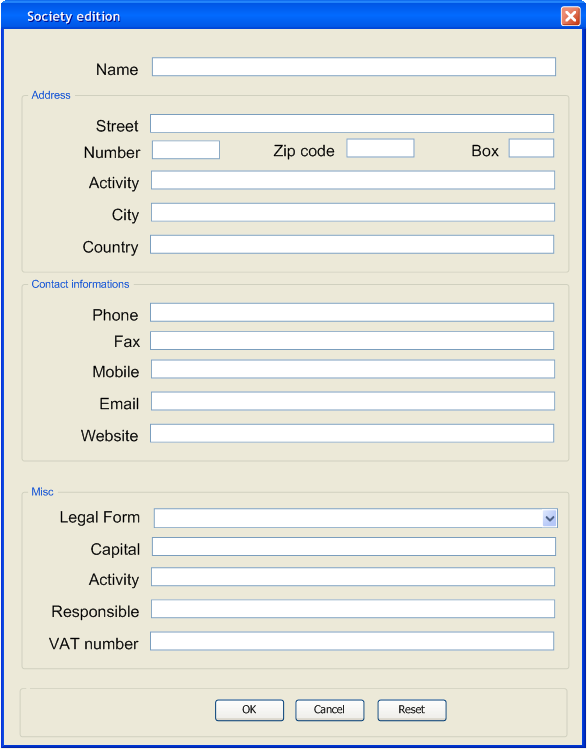 Society edition
Name
Address
Street
Number Zip code Box
Activity
City
Country
Contact informations
Phone
Fax
Mobile
Email
Website
Misc
Legal Form
Capital
Activity
Responsible
VAT number
OK Cancel Reset